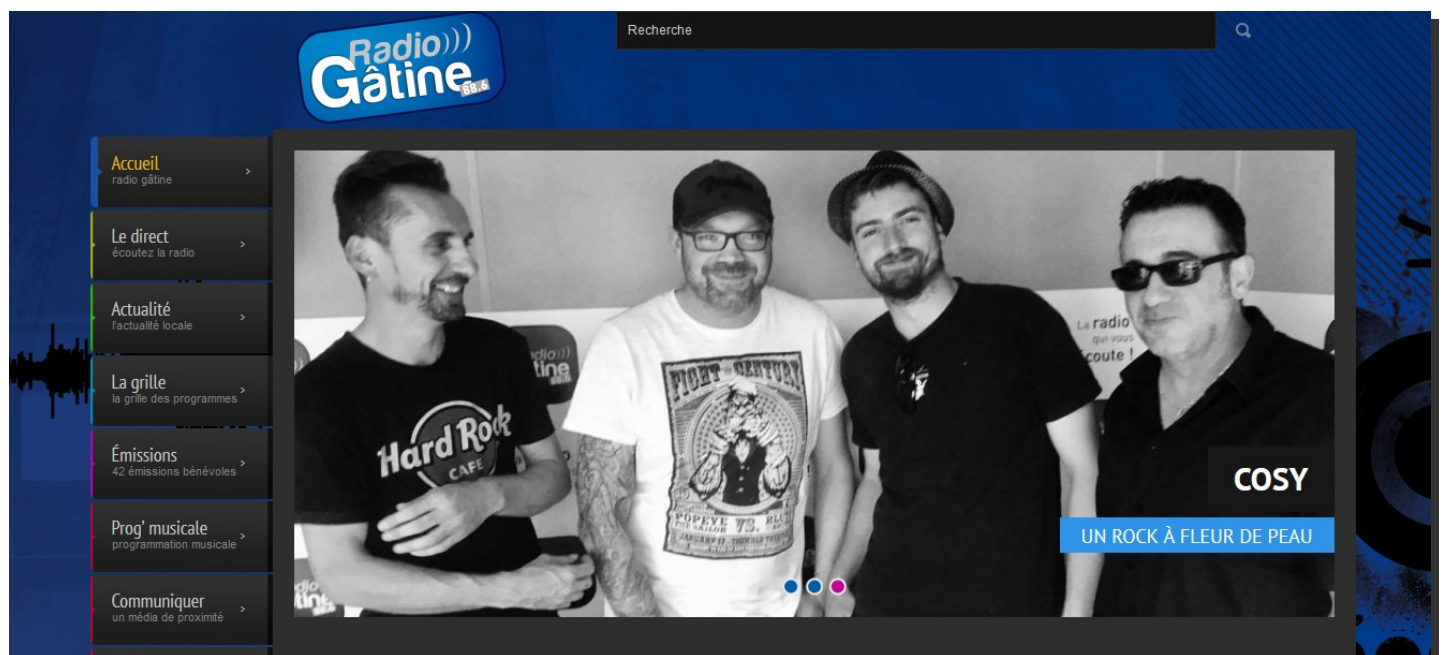 Radio
Gâtine
88.6
Recherche
Accueil
radio gâtine
Le direct
écoutez la radio
Actualité
l'actualité locale
La grille
la grille des programmes
Émissions
42 émissions bénévoles
Prog' musicale
programmation musicale
Communiquer
un média de proximité
La radio
qui vous
écoute !
Hard Rock
CAFE
FIGHT OF CENTURY
POPEYE VS.
COSY
UN ROCK À FLEUR DE PEAU